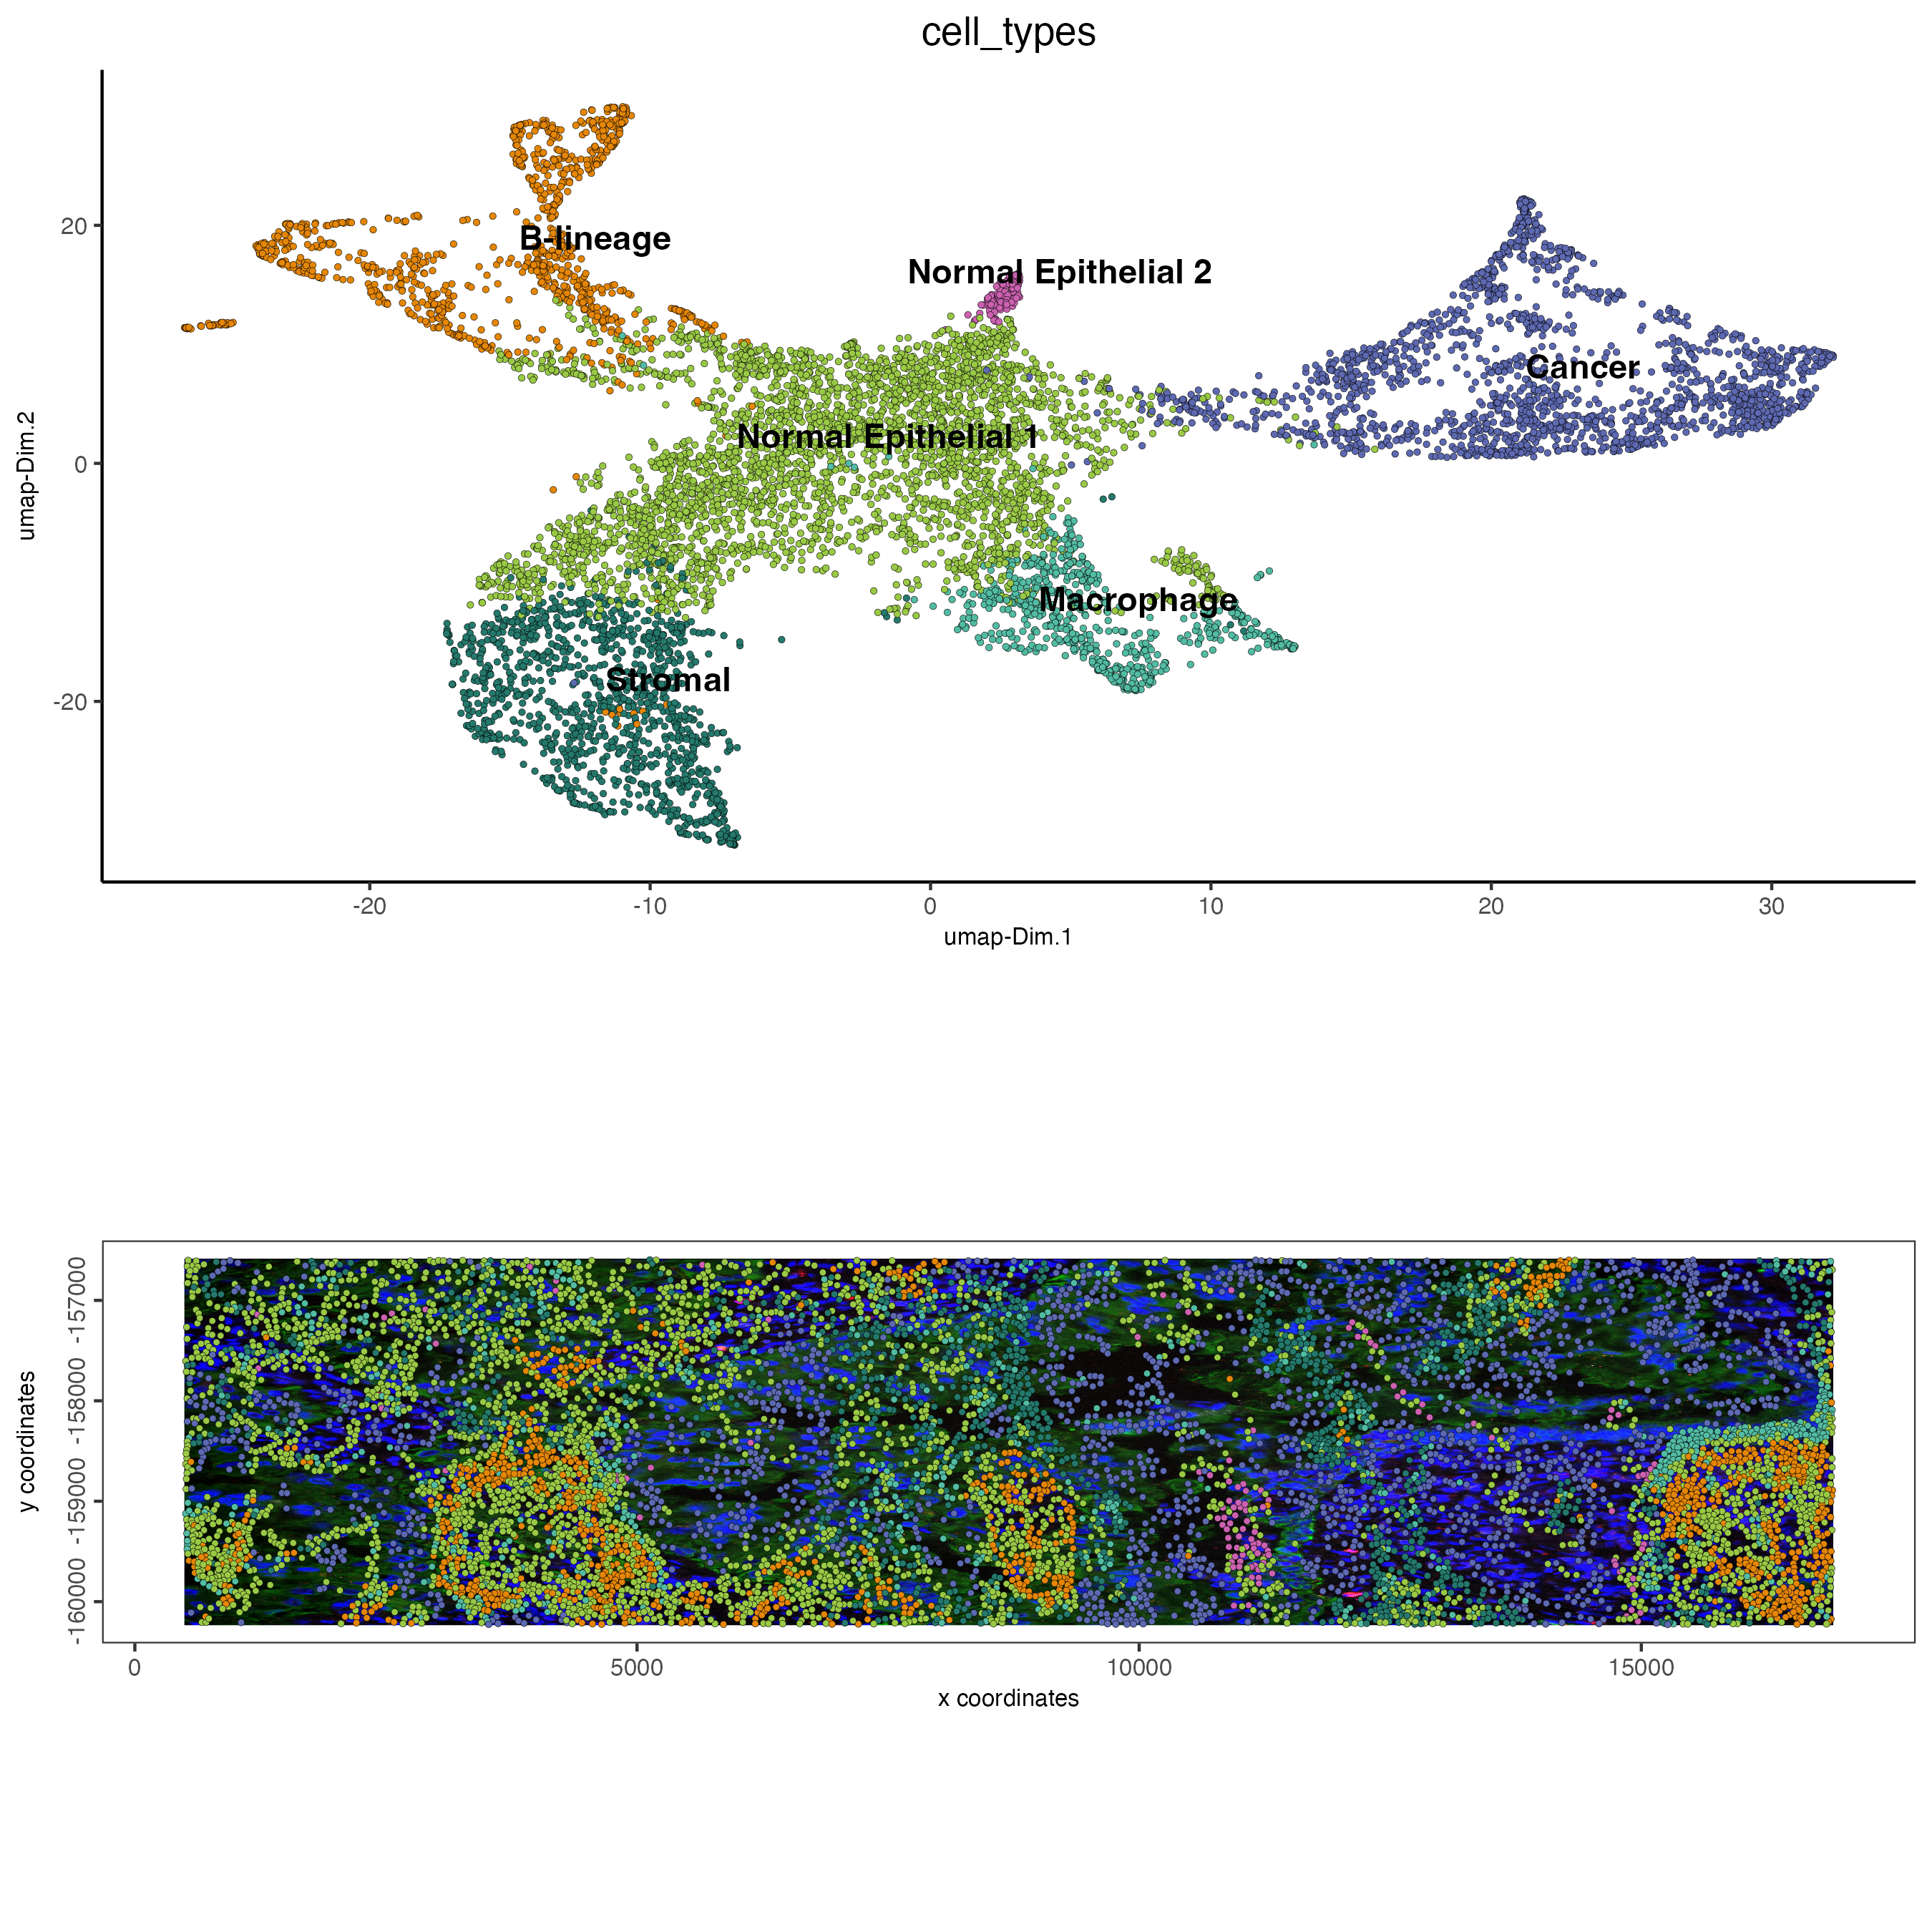 cell_types
20
0
-20
umap-Dim.2
B-lineage
Normal Epithelial 2
Cancer
Normal Epithelial 1
Macrophage
Stromal
-20
-10
0
10
20
30
umap-Dim.1
-157000
-158000
-159000
-160000
y coordinates
0
5000
10000
15000
x coordinates